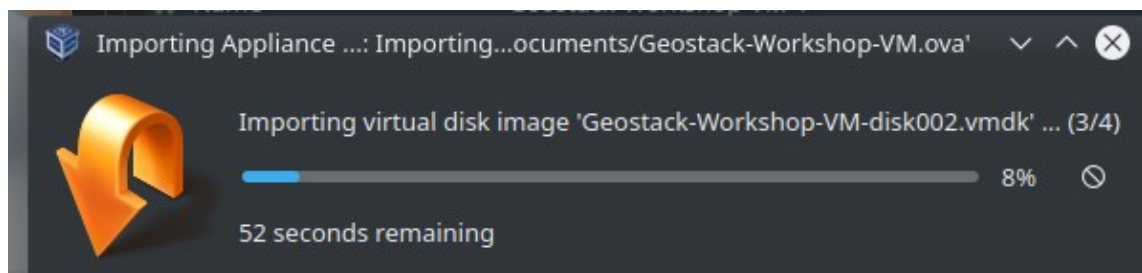 Importing Appliance ...: Importing...ocuments/Geostack-Workshop-VM.ova'
Importing virtual disk image 'Geostack-Workshop-VM-disk002.vmdk' ... (3/4)
8%
52 seconds remaining